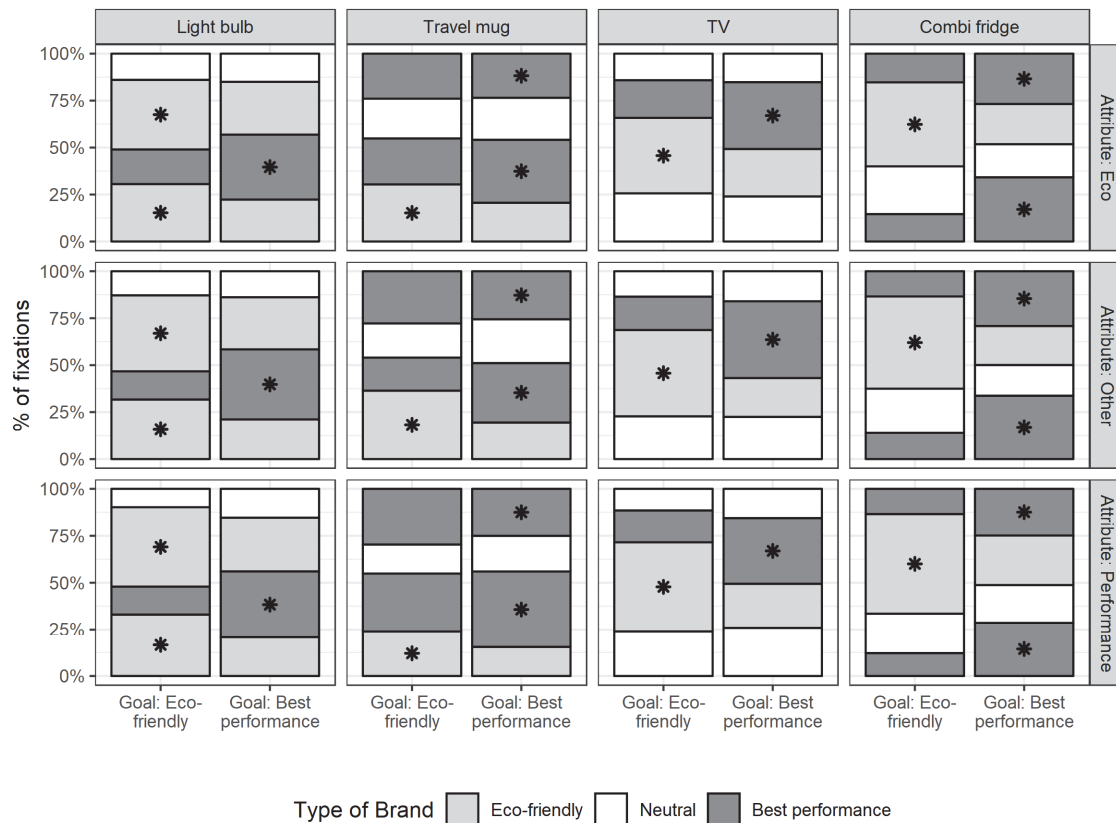 Light bulb
Travel mug
TV
Combi fridge
% of fixations
100%
75%
50%
25%
0%
Attribute: Eco
100%
75%
50%
25%
0%
Attribute: Other
100%
75%
50%
25%
0%
Attribute: Performance
Goal: Eco-
friendly
Goal: Best
performance
Goal: Eco-
friendly
Goal: Best
performance
Goal: Eco-
friendly
Goal: Best
performance
Goal: Eco-
friendly
Goal: Best
performance
Type of Brand Eco-friendly Neutral Best performance